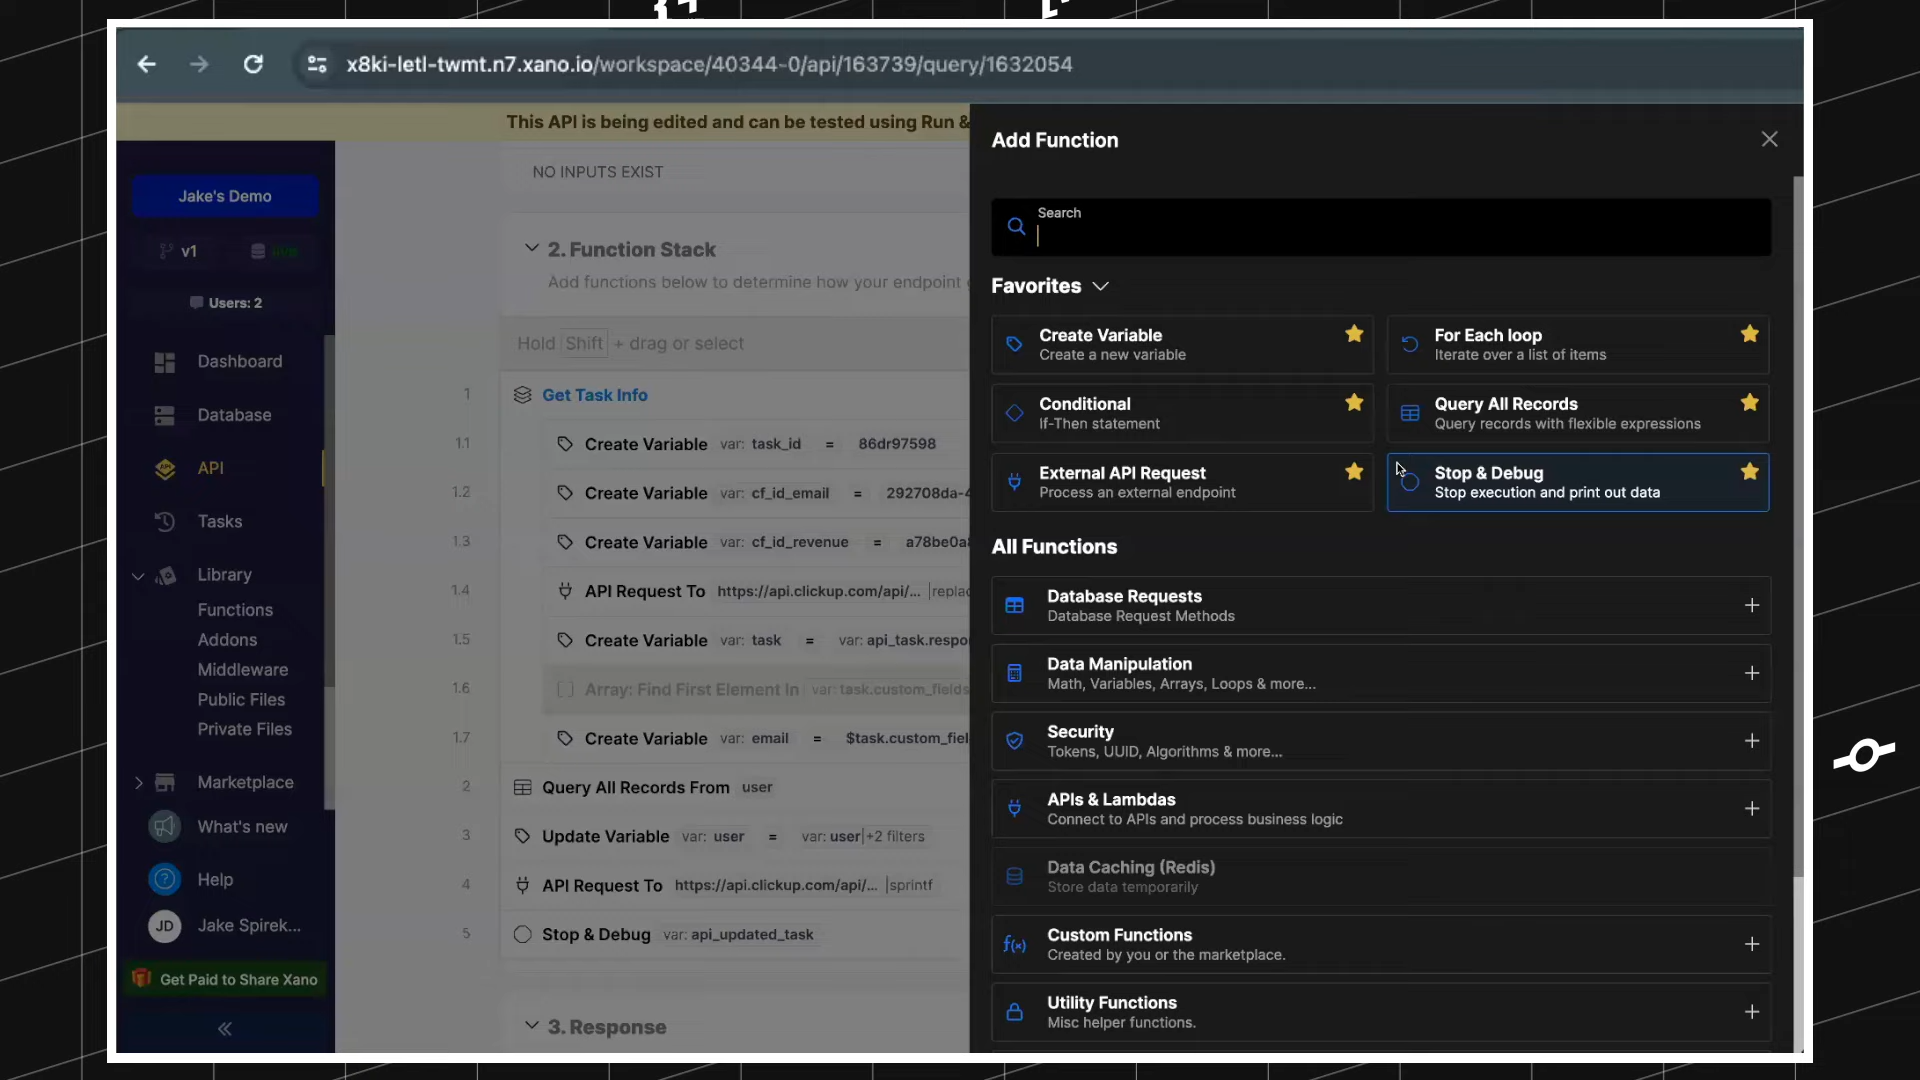 x8ki-letl-twmt.n7.xano.io/workspace/40344-0/api/163739/query/1632054
This API is being edited and can be tested using Run &
Jake's Demo
v1
live
Users: 2
Dashboard
Database
API
Tasks
Library
Functions
Addons
Middleware
Public Files
Private Files
Marketplace
What's new
Help
JD Jake Spirek...
Get Paid to Share Xano
NO INPUTS EXIST
2. Function Stack
Add functions below to determine how your endpoint
Hold Shift + drag or select
1 Get Task Info
1.1 Create Variable var: task_id = 86dr97598
1.2 Create Variable var: cf_id_email = 292708da-4
1.3 Create Variable var: cf_id_revenue = a78be0a
1.4 API Request To https://api.clickup.com/api/... |replac
1.5 Create Variable var: task = var: api_task.respo
1.6 [ ] Array: Find First Element In var: task.custom_fields
1.7 Create Variable var: email = $task.custom_fiel
2 Query All Records From user
3 Update Variable var: user = var: user|+2 filters
4 API Request To https://api.clickup.com/api/... |sprintf
5 Stop & Debug var: api_updated_task
3. Response
Add Function
Search
Favorites
Create Variable
Create a new variable
For Each loop
Iterate over a list of items
Conditional
If-Then statement
Query All Records
Query records with flexible expressions
External API Request
Process an external endpoint
Stop & Debug
Stop execution and print out data
All Functions
Database Requests
Database Request Methods
Data Manipulation
Math, Variables, Arrays, Loops & more...
Security
Tokens, UUID, Algorithms & more...
APIs & Lambdas
Connect to APIs and process business logic
Data Caching (Redis)
Store data temporarily
f(x) Custom Functions
Created by you or the marketplace.
Utility Functions
Misc helper functions.